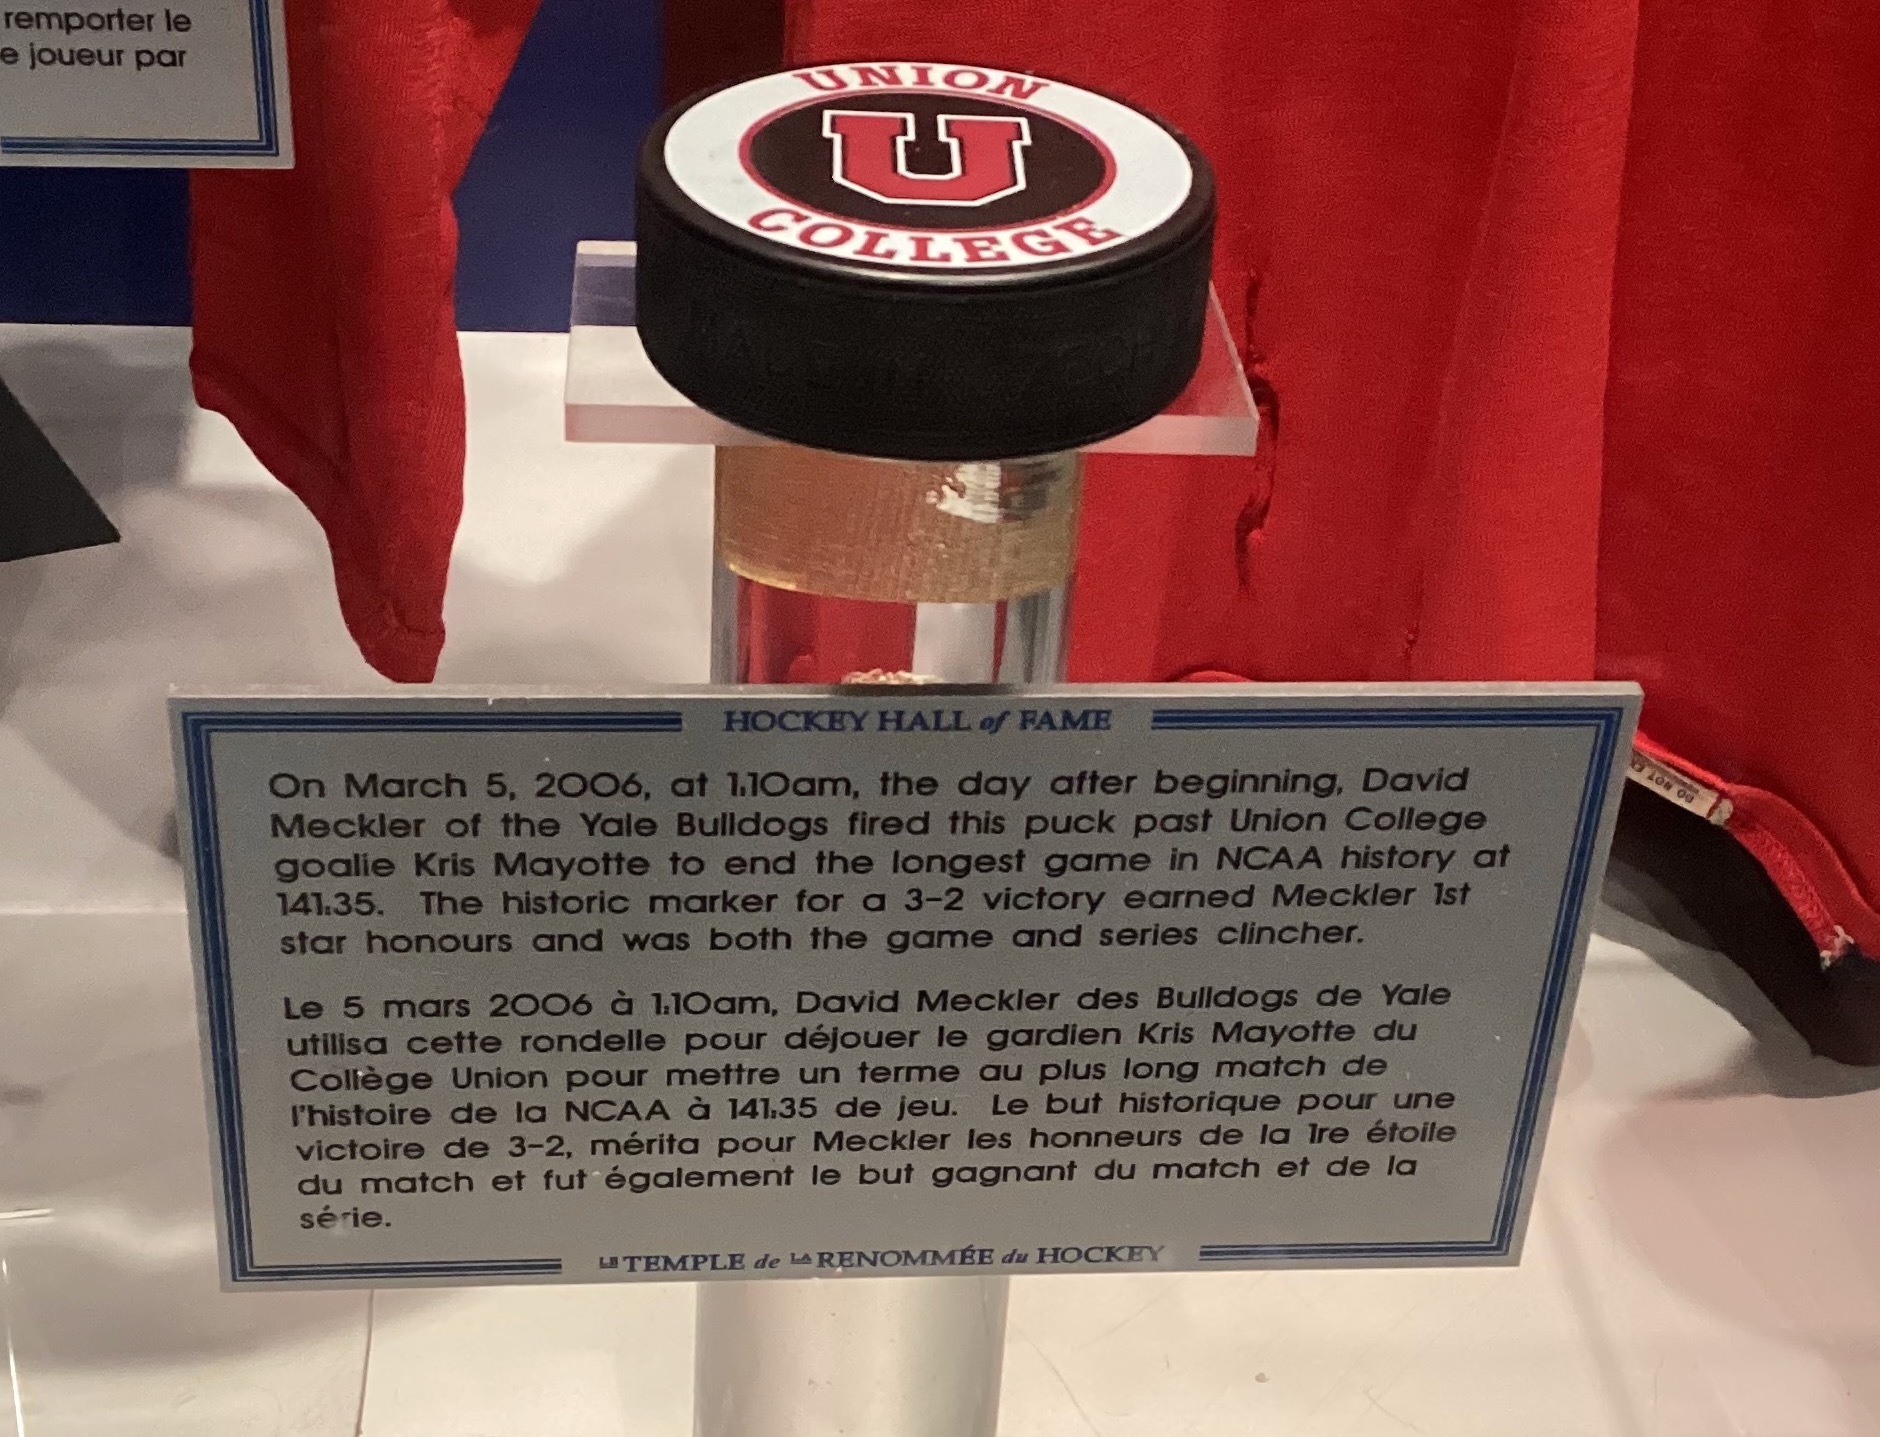 remporter le
e joueur par
UNION
U
COLLEGE
HOCKEY HALL of FAME
On March 5, 2006, at 1:10am, the day after beginning, David
Meckler of the Yale Bulldogs fired this puck past Union College
goalie Kris Mayotte to end the longest game in NCAA history at
141:35. The historic marker for a 3-2 victory earned Meckler 1st
star honours and was both the game and series clincher.
Le 5 mars 2006 à 1:10am, David Meckler des Bulldogs de Yale
utilisa cette rondelle pour déjouer le gardien Kris Mayotte du
Collège Union pour mettre un terme au plus long match de
l'histoire de la NCAA à 141:35 de jeu. Le but historique pour une
victoire de 3-2, mérita pour Meckler les honneurs de la 1re étoile
du match et fut également le but gagnant du match et de la
série.
LE TEMPLE de LA RENOMMÉE du HOCKEY
DO NOT